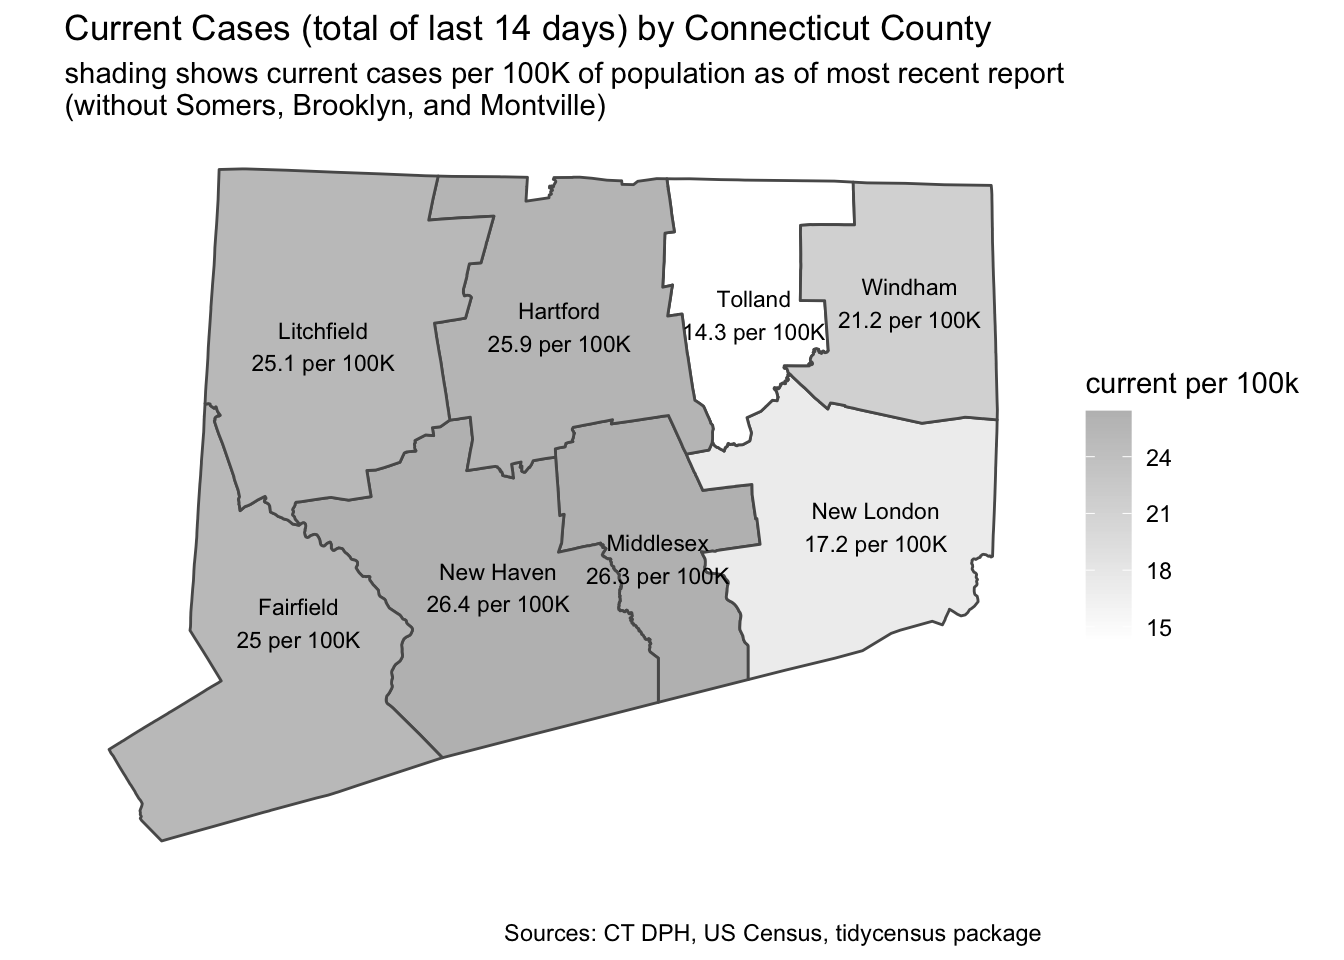 Current Cases (total of last 14 days) by Connecticut County
shading shows current cases per 100K of population as of most recent report
(without Somers, Brooklyn, and Montville)
Litchfield
25.1 per 100K
Hartford
25.9 per 100K
Tolland
14.3 per 100K
Windham
21.2 per 100K
New London
17.2 per 100K
Middlesex
26.3 per 100K
New Haven
26.4 per 100K
Fairfield
25 per 100K
current per 100k
24
21
18
15
Sources: CT DPH, US Census, tidycensus package